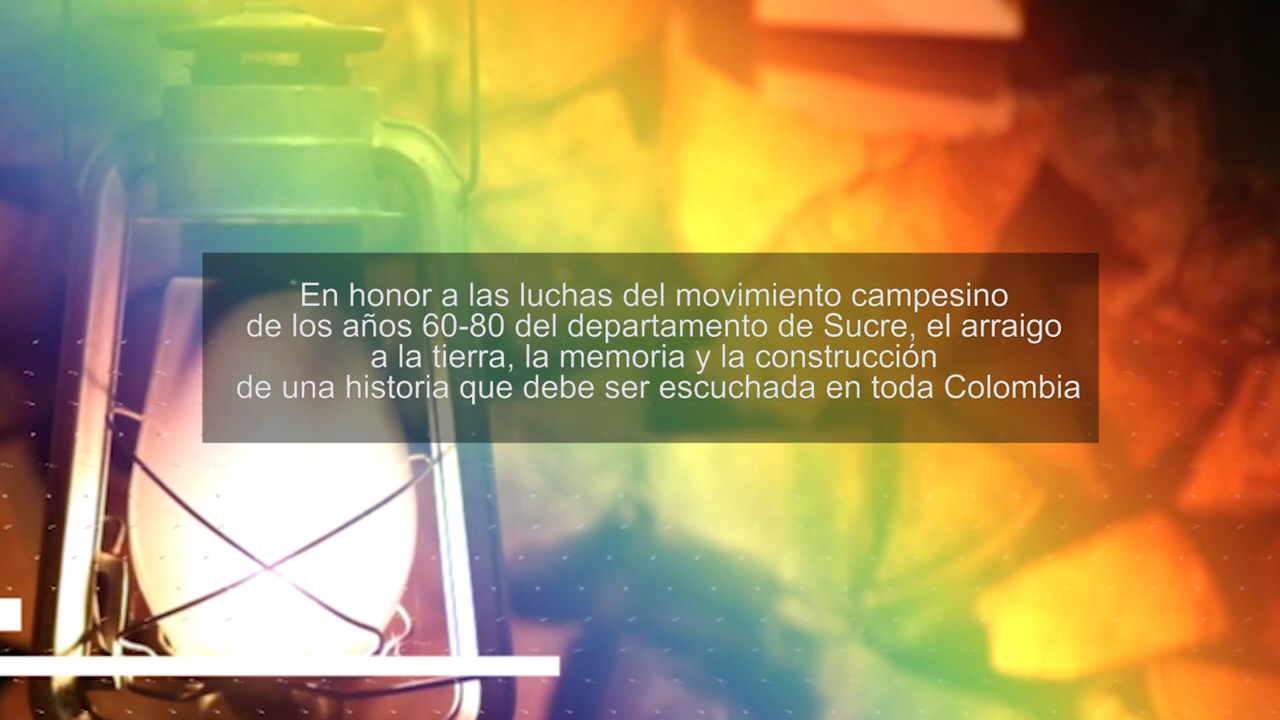 En honor a las luchas del movimiento campesino
de los años 60-80 del departamento de Sucre, el arraigo
a la tierra, la memoria y la construcción
de una historia que debe ser escuchada en toda Colombia